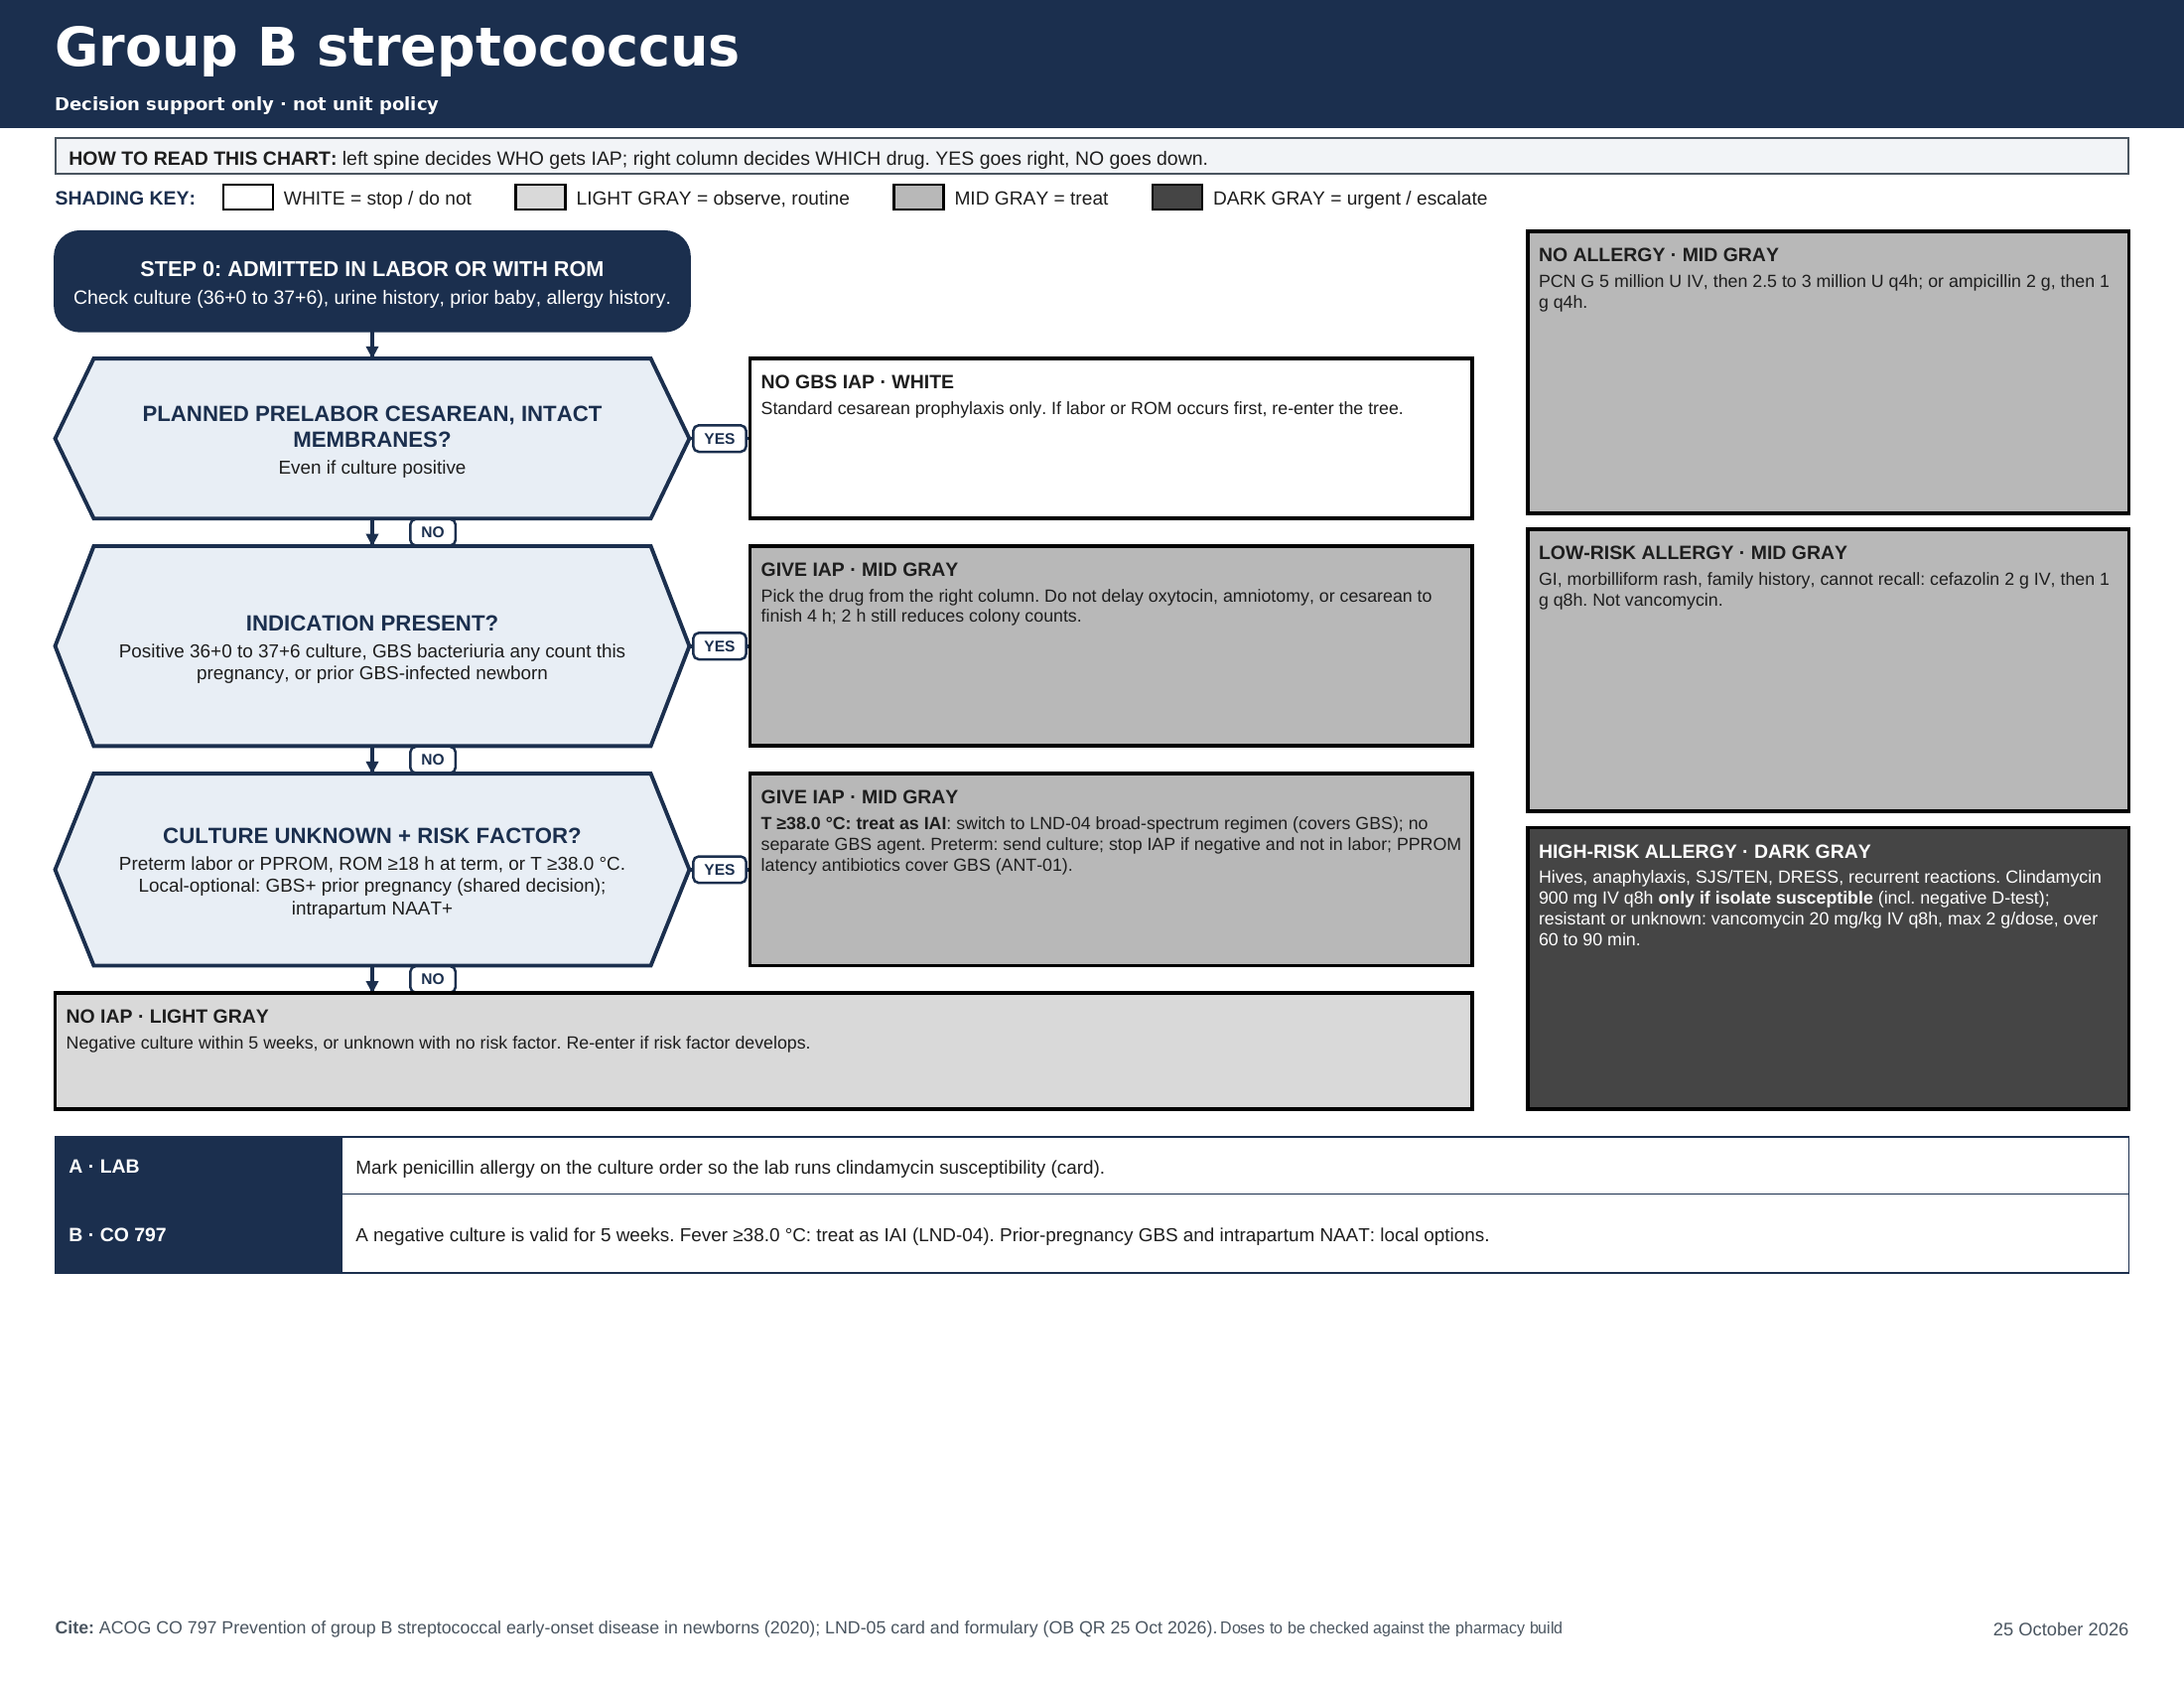 Group B streptococcus
Decision support only · not unit policy
HOW TO READ THIS CHART: left spine decides WHO gets IAP; right column decides WHICH drug. YES goes right, NO goes down.
SHADING KEY:
WHITE = stop / do not
LIGHT GRAY = observe, routine
MID GRAY = treat
DARK GRAY = urgent / escalate
STEP 0: ADMITTED IN LABOR OR WITH ROM
Check culture (36+0 to 37+6), urine history, prior baby, allergy history.
PLANNED PRELABOR CESAREAN, INTACT
MEMBRANES?
Even if culture positive
YES
NO GBS IAP · WHITE
Standard cesarean prophylaxis only. If labor or ROM occurs first, re-enter the tree.
NO
INDICATION PRESENT?
Positive 36+0 to 37+6 culture, GBS bacteriuria any count this
pregnancy, or prior GBS-infected newborn
YES
GIVE IAP · MID GRAY
Pick the drug from the right column. Do not delay oxytocin, amniotomy, or cesarean to
finish 4 h; 2 h still reduces colony counts.
NO
CULTURE UNKNOWN + RISK FACTOR?
Preterm labor or PPROM, ROM ≥18 h at term, or T ≥38.0 °C.
Local-optional: GBS+ prior pregnancy (shared decision);
intrapartum NAAT+
YES
GIVE IAP · MID GRAY
T ≥38.0 °C: treat as IAI: switch to LND-04 broad-spectrum regimen (covers GBS); no
separate GBS agent. Preterm: send culture; stop IAP if negative and not in labor; PPROM
latency antibiotics cover GBS (ANT-01).
NO
NO IAP · LIGHT GRAY
Negative culture within 5 weeks, or unknown with no risk factor. Re-enter if risk factor develops.
NO ALLERGY · MID GRAY
PCN G 5 million U IV, then 2.5 to 3 million U q4h; or ampicillin 2 g, then 1
g q4h.
LOW-RISK ALLERGY · MID GRAY
GI, morbilliform rash, family history, cannot recall: cefazolin 2 g IV, then 1
g q8h. Not vancomycin.
HIGH-RISK ALLERGY · DARK GRAY
Hives, anaphylaxis, SJS/TEN, DRESS, recurrent reactions. Clindamycin
900 mg IV q8h only if isolate susceptible (incl. negative D-test);
resistant or unknown: vancomycin 20 mg/kg IV q8h, max 2 g/dose, over
60 to 90 min.
A · LAB
Mark penicillin allergy on the culture order so the lab runs clindamycin susceptibility (card).
B · CO 797
A negative culture is valid for 5 weeks. Fever ≥38.0 °C: treat as IAI (LND-04). Prior-pregnancy GBS and intrapartum NAAT: local options.
Cite: ACOG CO 797 Prevention of group B streptococcal early-onset disease in newborns (2020); LND-05 card and formulary (OB QR 25 Oct 2026). Doses to be checked against the pharmacy build
25 October 2026